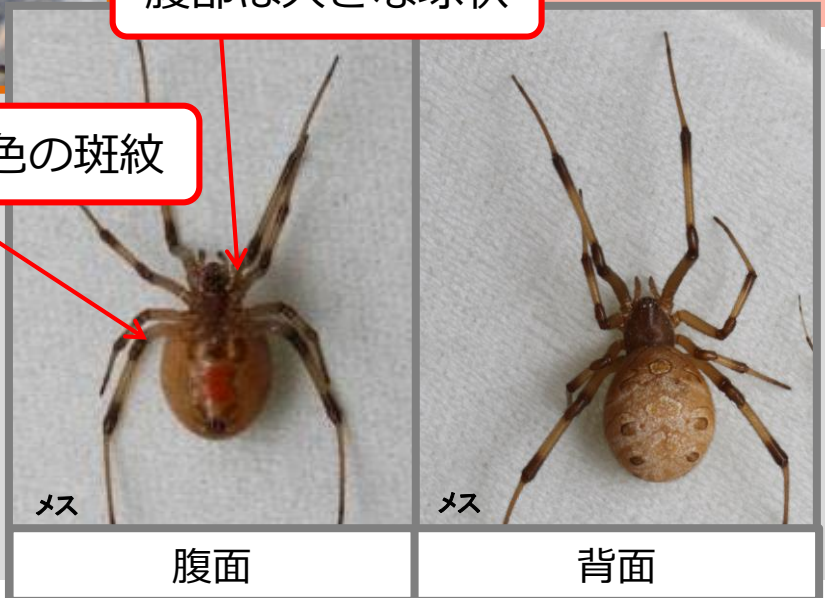 腹部は大きな球状
色の斑紋
メス
メス
腹面
背面